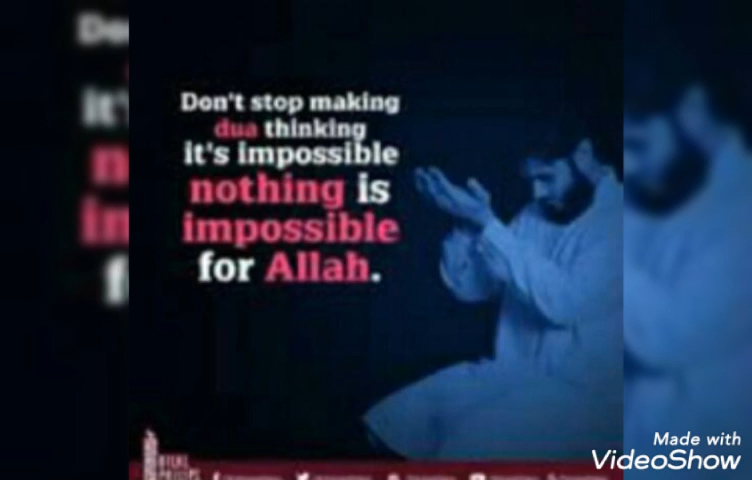 Don't stop making
dua thinking
it's impossible
nothing is
impossible
for Allah.
Made with
VideoShow